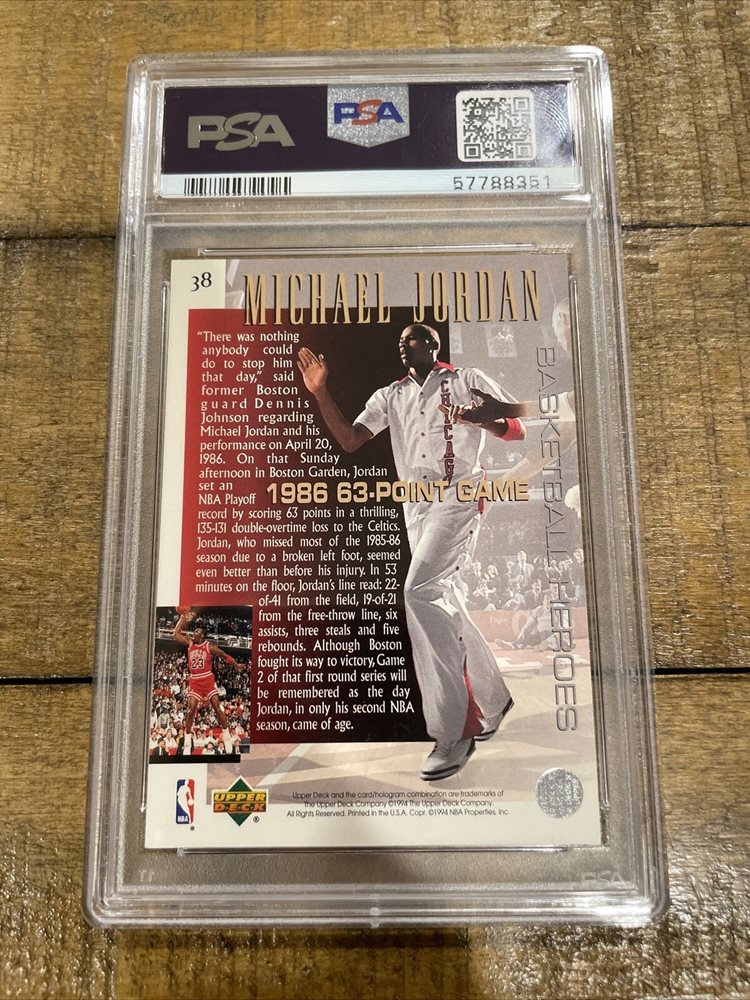 PSA
PSA
57788351
38
MICHAEL JORDAN
"There was nothing
anybody could
do to stop him
that day," said
former Boston
guard Dennis
Johnson regarding
Michael Jordan and his
performance on April 20,
1986. On that Sunday
afternoon in Boston Garden, Jordan
set an
NBA Playoff
1986 63-POINT GAME
record by scoring 63 points in a thrilling,
135-131 double-overtime loss to the Celtics.
Jordan, who missed most of the 1985-86
season due to a broken left foot, seemed
even better than before his injury. In 53
minutes on the floor, Jordan's line read: 22-
of-41 from the field, 19-of-21
from the free-throw line, six
assists, three steals and five
rebounds. Although Boston
fought its way to victory, Game
2 of that first round series will
be remembered as the day
Jordan, in only his second NBA
season, came of age.
BASKETBALL HEROES
CHICAGO
BULLS
23
NBA
UPPER
DECK
®
Upper Deck and the card/hologram combination are trademarks of
The Upper Deck Company ©1994 The Upper Deck Company.
All Rights Reserved. Printed in the U.S.A. Copr. ©1994 NBA Properties, Inc.
PSA